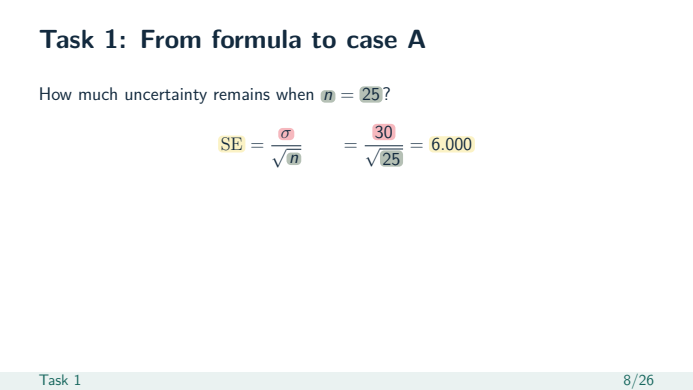 Task 1: From formula to case A
How much uncertainty remains when n = 25?
SE = σ/√n = 30/√25 = 6.000
Task 1 8/26